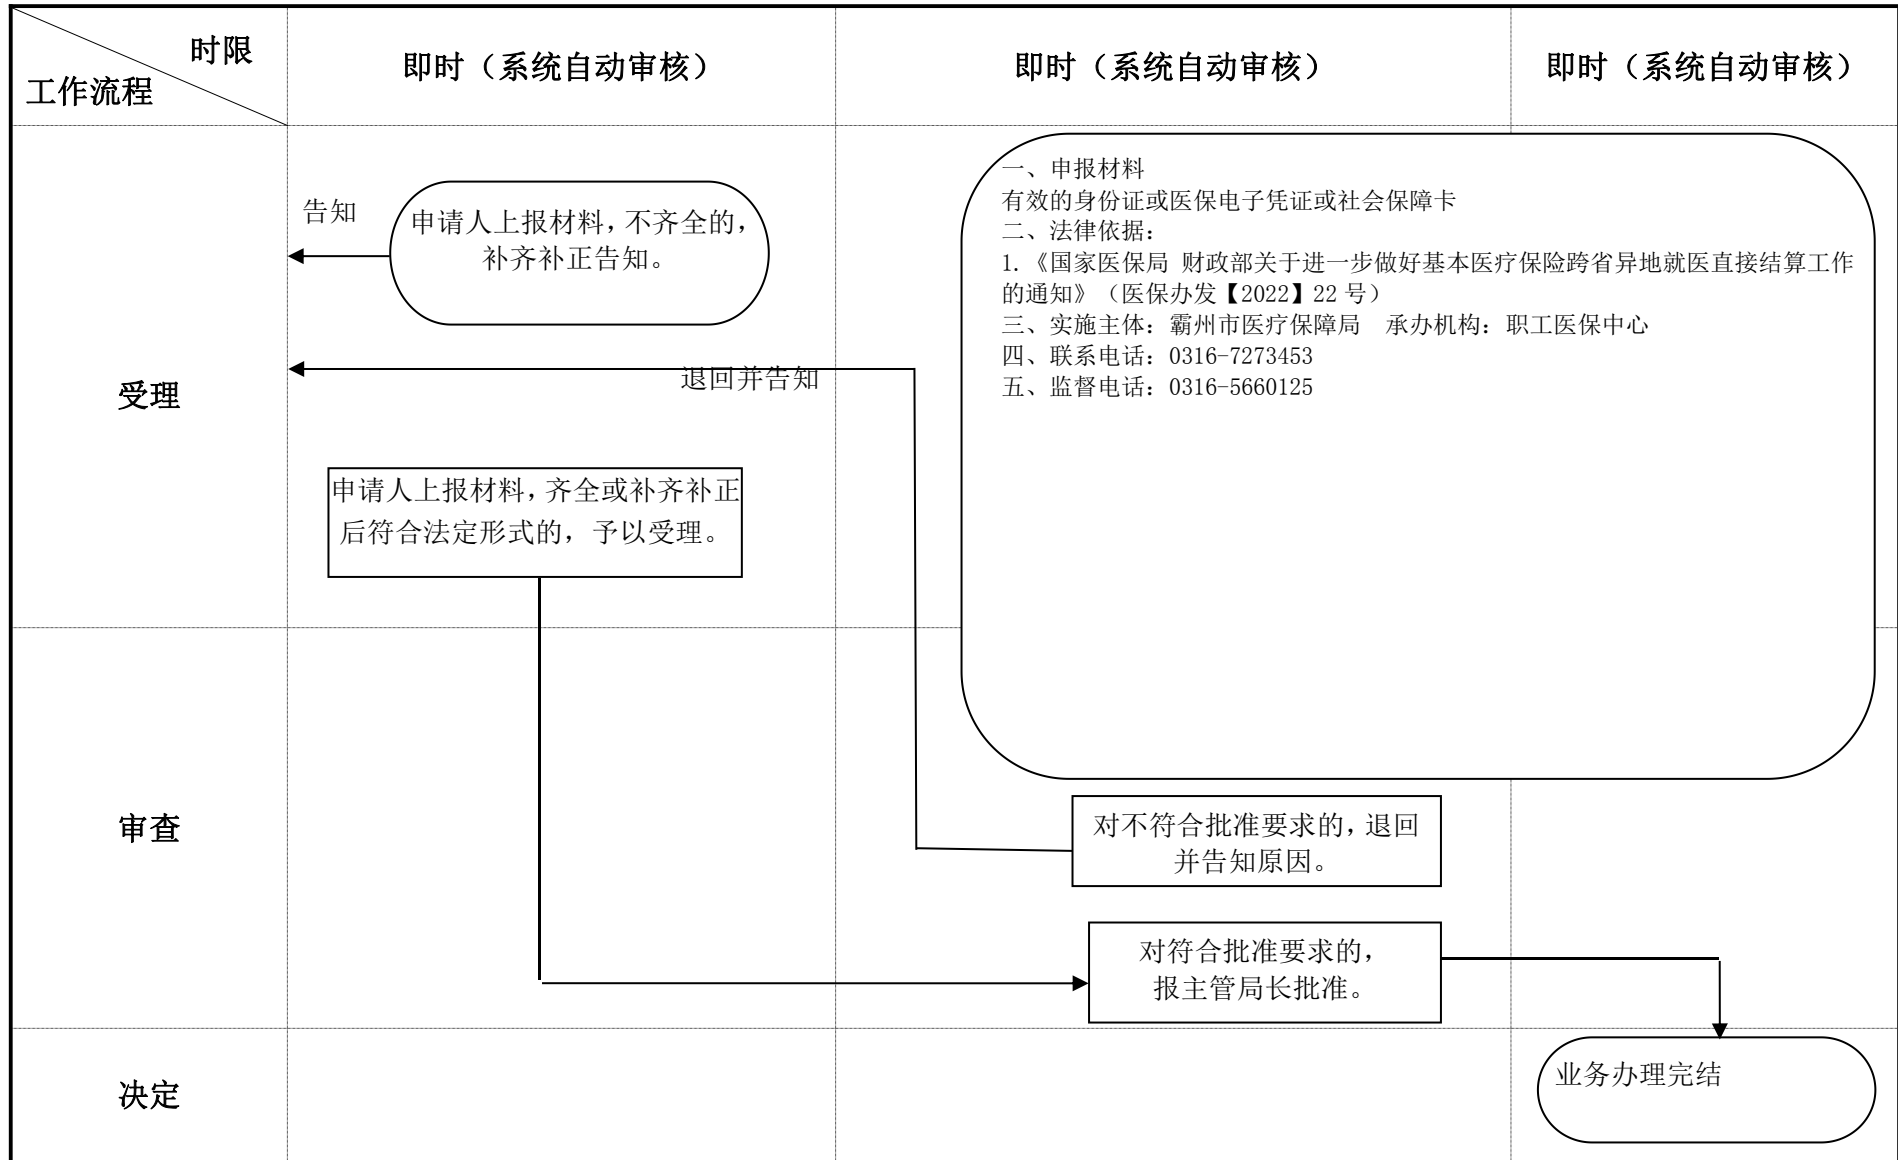 时限
工作流程
即时（系统自动审核）
即时（系统自动审核）
即时（系统自动审核）
受理
告知
申请人上报材料，不齐全的，
补齐补正告知。
退回并告知
申请人上报材料，齐全或补齐补正
后符合法定形式的，予以受理。
一、申报材料
有效的身份证或医保电子凭证或社会保障卡
二、法律依据：
1.《国家医保局 财政部关于进一步做好基本医疗保险跨省异地就医直接结算工作
的通知》（医保办发【2022】22 号）
三、实施主体：霸州市医疗保障局　承办机构：职工医保中心
四、联系电话：0316-7273453
五、监督电话：0316-5660125
审查
对不符合批准要求的，退回
并告知原因。
对符合批准要求的，
报主管局长批准。
决定
业务办理完结